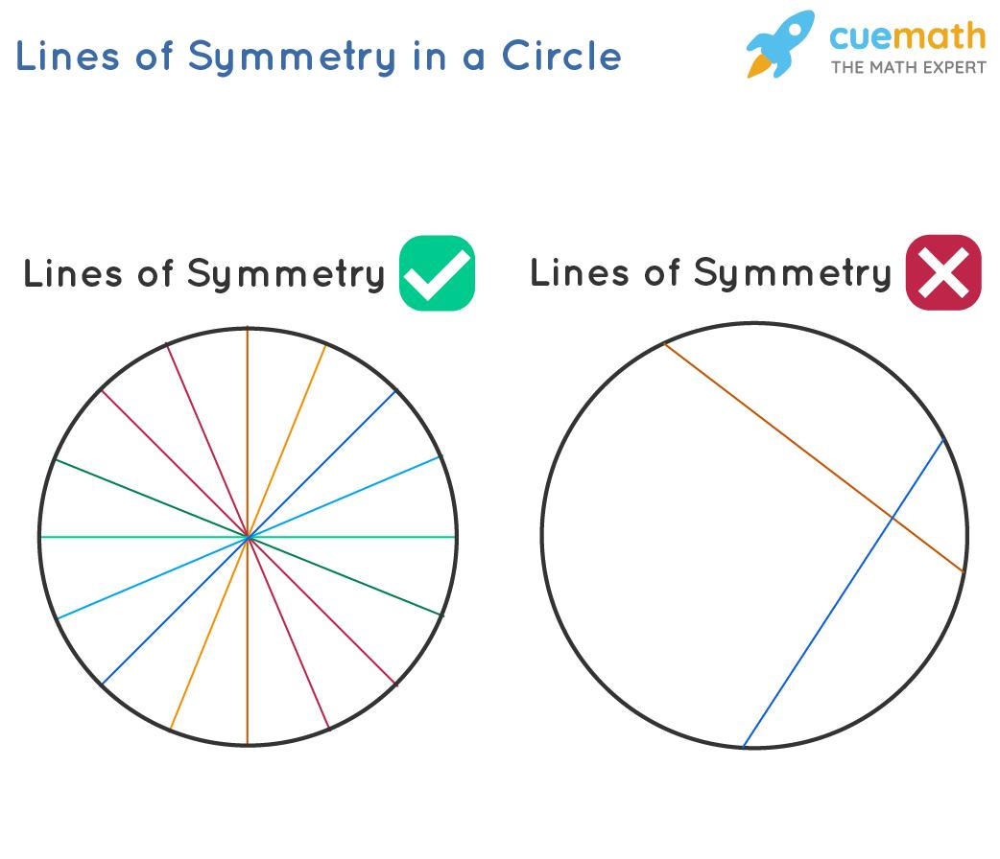 Lines of Symmetry in a Circle
cuemath
THE MATH EXPERT
Lines of Symmetry
Lines of Symmetry